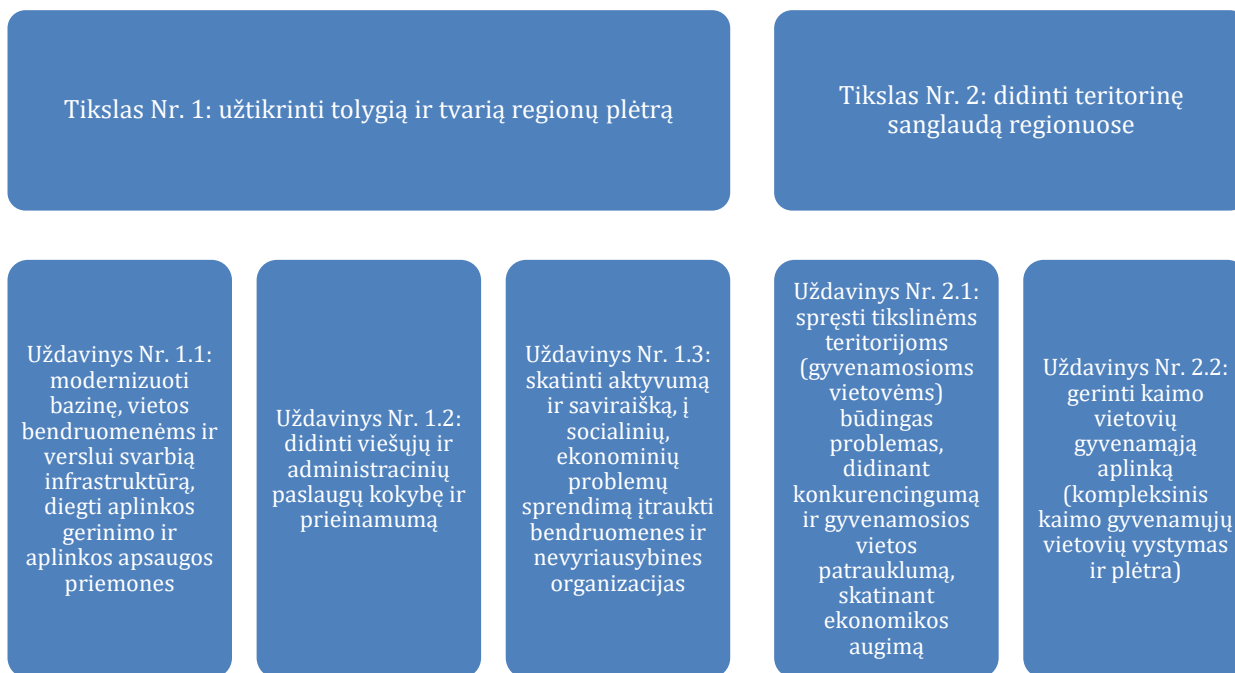 Tikslas Nr. 1: užtikrinti tolygią ir tvarią regionų plėtrą
Tikslas Nr. 2: didinti teritorinę
sanglaudą regionuose
Uždavinys Nr. 1.1:
modernizuoti
bazinę, vietos
bendruomenėms ir
verslui svarbią
infrastruktūrą,
diegti aplinkos
gerinimo ir
aplinkos apsaugos
priemones
Uždavinys Nr. 1.2:
didinti viešųjų ir
administracinių
paslaugų kokybę ir
prieinamumą
Uždavinys Nr. 1.3:
skatinti aktyvumą
ir saviraišką, į
socialinių,
ekonominių
problemų
sprendimą įtraukti
bendruomenes ir
nevyriausybines
organizacijas
Uždavinys Nr. 2.1:
spręsti tikslinėms
teritorijoms
(gyvenamosioms
vietovėms)
būdingas
problemas,
didinant
konkurencingumą
ir gyvenamosios
vietos
patrauklumą,
skatinant
ekonomikos
augimą
Uždavinys Nr. 2.2:
gerinti kaimo
vietovių
gyvenamąją
aplinką
(kompleksinis
kaimo gyvenamųjų
vietovių vystymas
ir plėtra)